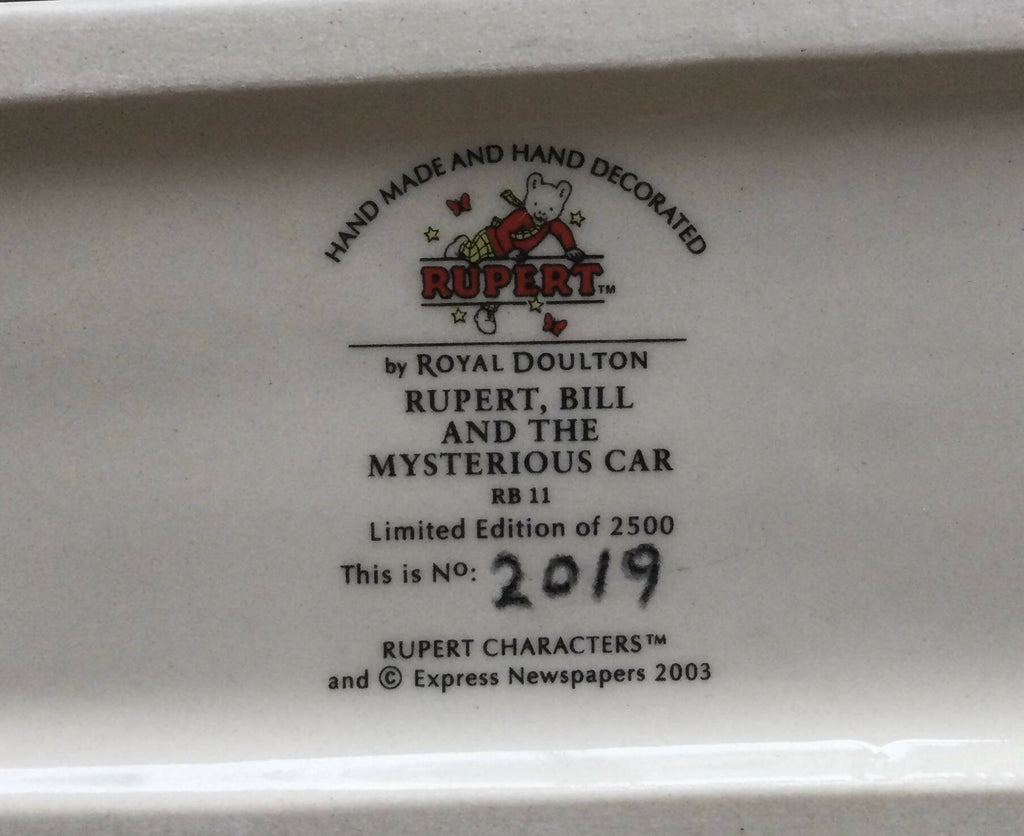 HAND MADE AND HAND DECORATED
RUPERT™
by ROYAL DOULTON
RUPERT, BILL
AND THE
MYSTERIOUS CAR
RB 11
Limited Edition of 2500
This is Nº: 2019
RUPERT CHARACTERS™
and © Express Newspapers 2003